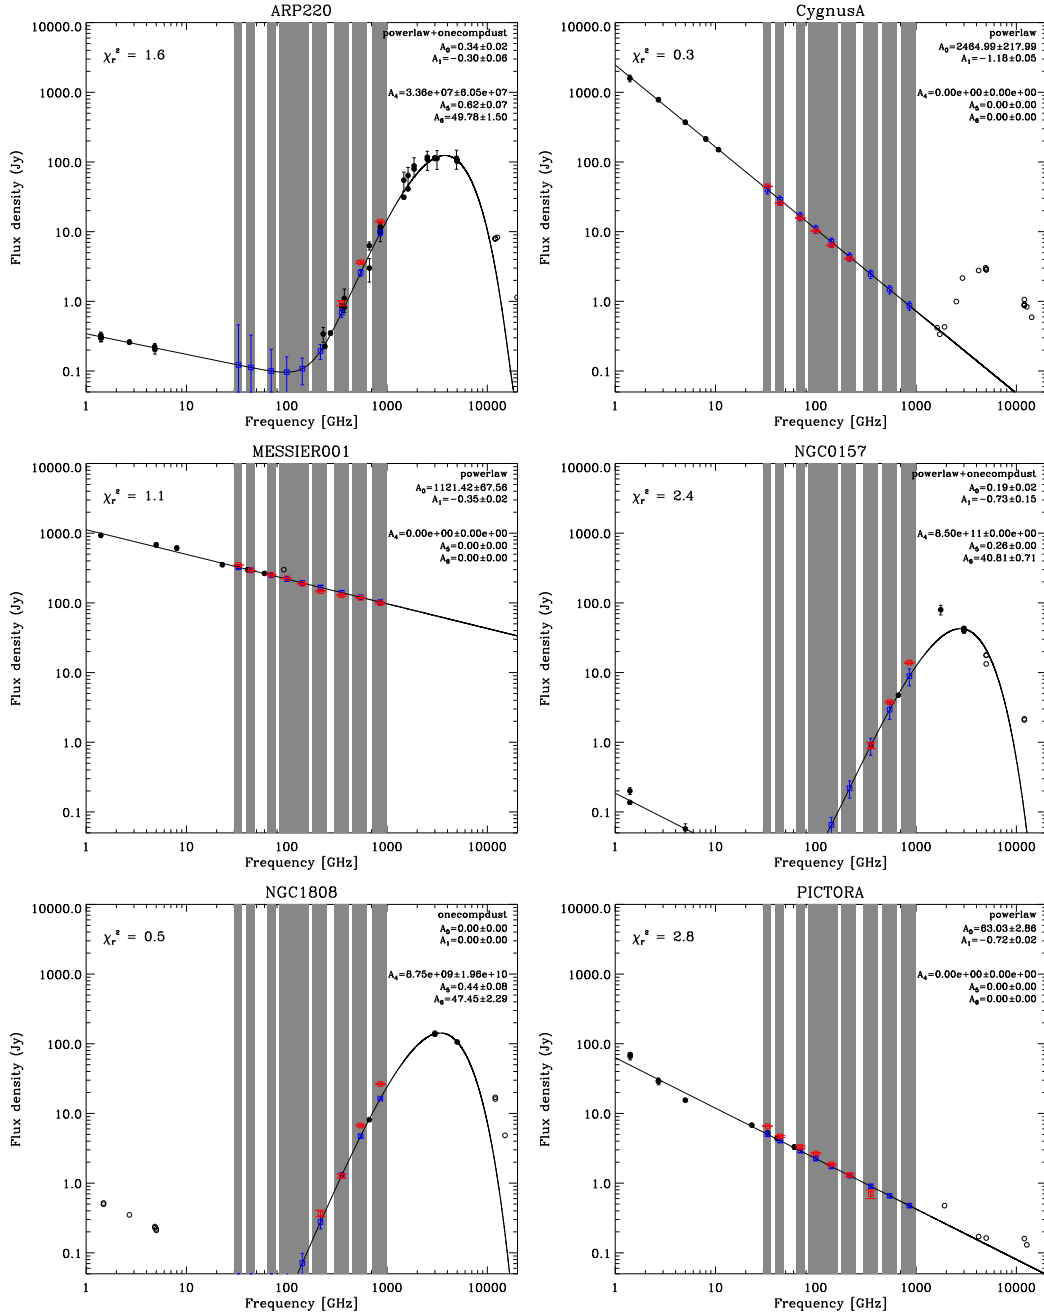 ARP220
10000.0
powerlaw+onecompdust
A₀=0.34±0.02
A₁=−0.30±0.06
χᵣ² = 1.6
1000.0
A₄=3.36e+07±6.05e+07
A₅=0.62±0.07
A₆=49.78±1.50
100.0
10.0
1.0
0.1
Flux density (Jy)
1 10 100 1000 10000
Frequency [GHz]
CygnusA
10000.0
powerlaw
A₀=2464.99±217.99
A₁=−1.18±0.05
χᵣ² = 0.3
1000.0
A₄=0.00e+00±0.00e+00
A₅=0.00±0.00
A₆=0.00±0.00
100.0
10.0
1.0
0.1
Flux density (Jy)
1 10 100 1000 10000
Frequency [GHz]
MESSIER001
10000.0
powerlaw
A₀=1121.42±67.56
A₁=−0.35±0.02
χᵣ² = 1.1
1000.0
A₄=0.00e+00±0.00e+00
A₅=0.00±0.00
A₆=0.00±0.00
100.0
10.0
1.0
0.1
Flux density (Jy)
1 10 100 1000 10000
Frequency [GHz]
NGC0157
10000.0
powerlaw+onecompdust
A₀=0.19±0.02
A₁=−0.73±0.15
χᵣ² = 2.4
1000.0
A₄=8.50e+11±0.00e+00
A₅=0.26±0.00
A₆=40.81±0.71
100.0
10.0
1.0
0.1
Flux density (Jy)
1 10 100 1000 10000
Frequency [GHz]
NGC1808
10000.0
onecompdust
A₀=0.00±0.00
A₁=0.00±0.00
χᵣ² = 0.5
1000.0
A₄=8.75e+09±1.96e+10
A₅=0.44±0.08
A₆=47.45±2.29
100.0
10.0
1.0
0.1
Flux density (Jy)
1 10 100 1000 10000
Frequency [GHz]
PICTORA
10000.0
powerlaw
A₀=63.03±2.86
A₁=−0.72±0.02
χᵣ² = 2.8
1000.0
A₄=0.00e+00±0.00e+00
A₅=0.00±0.00
A₆=0.00±0.00
100.0
10.0
1.0
0.1
Flux density (Jy)
1 10 100 1000 10000
Frequency [GHz]